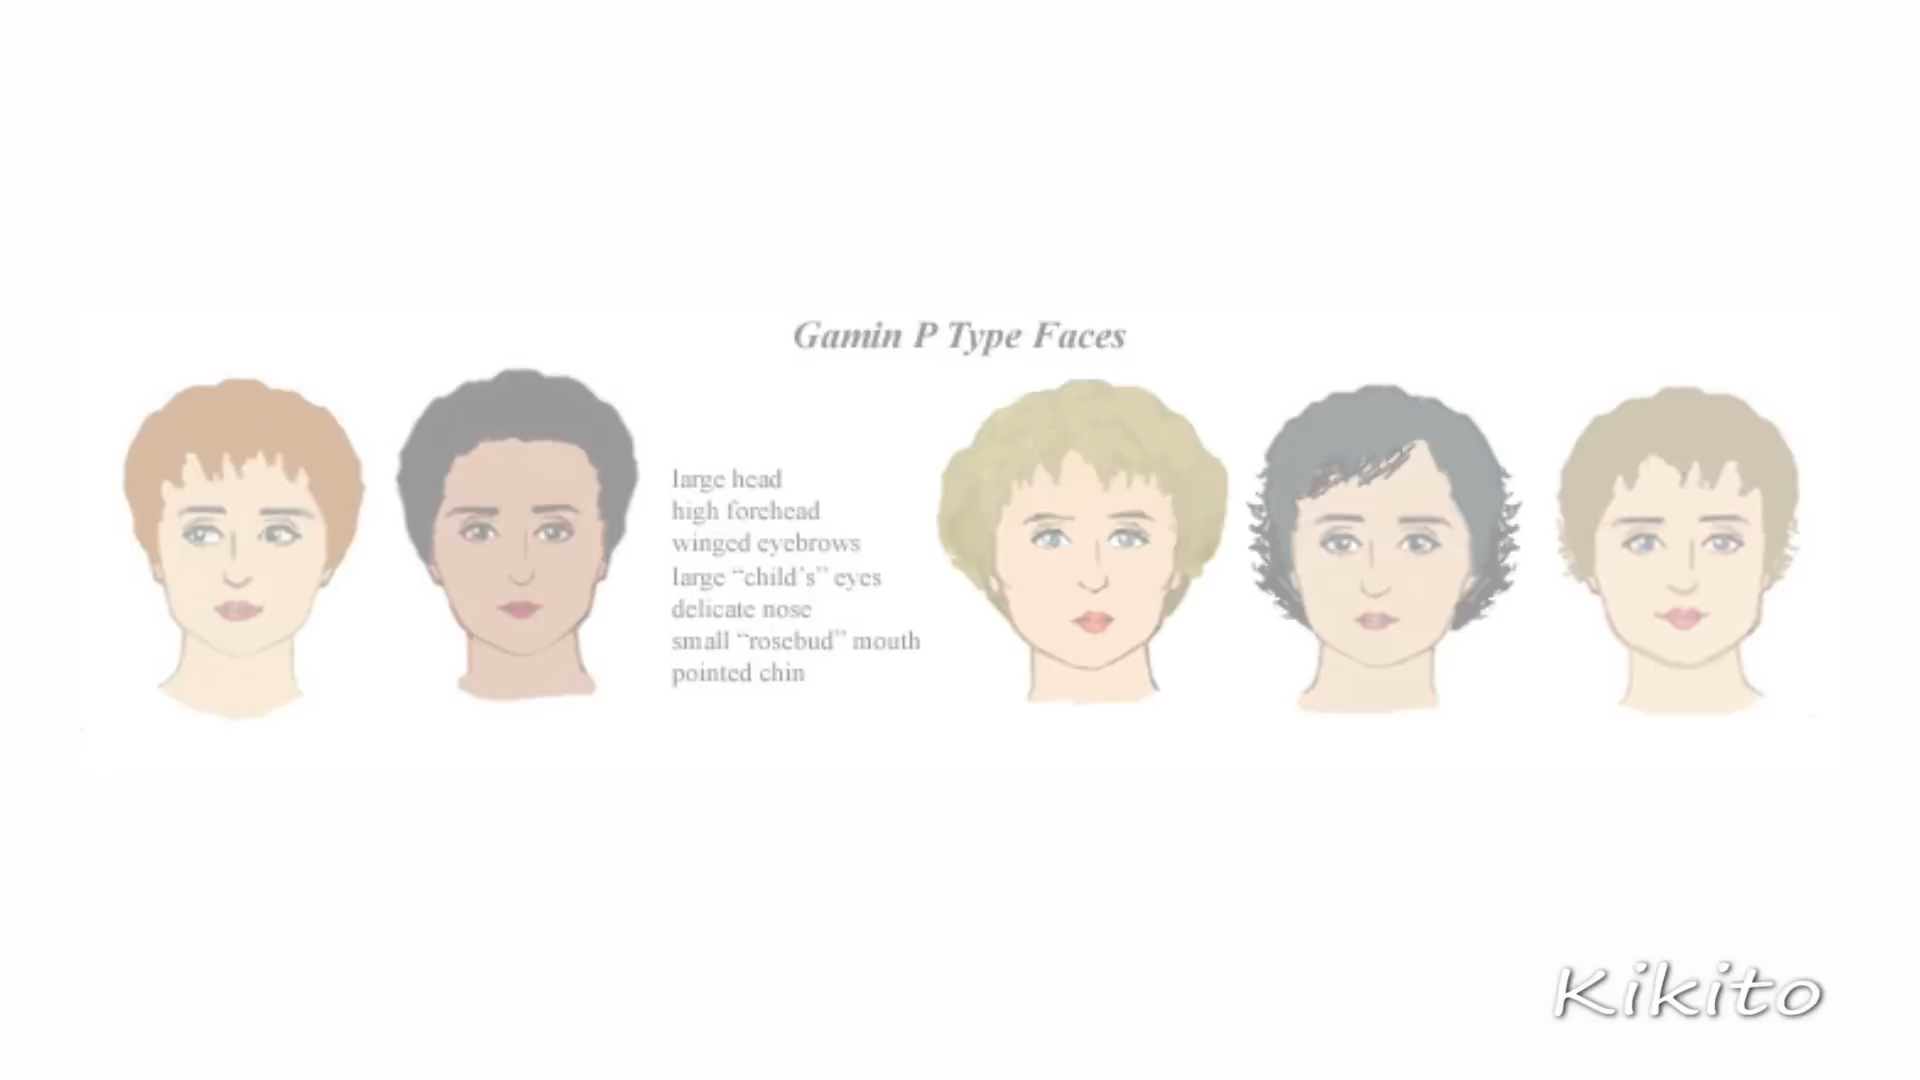 Gamin P Type Faces
large head
high forehead
winged eyebrows
large “child’s” eyes
delicate nose
small “rosebud” mouth
pointed chin
Kikito